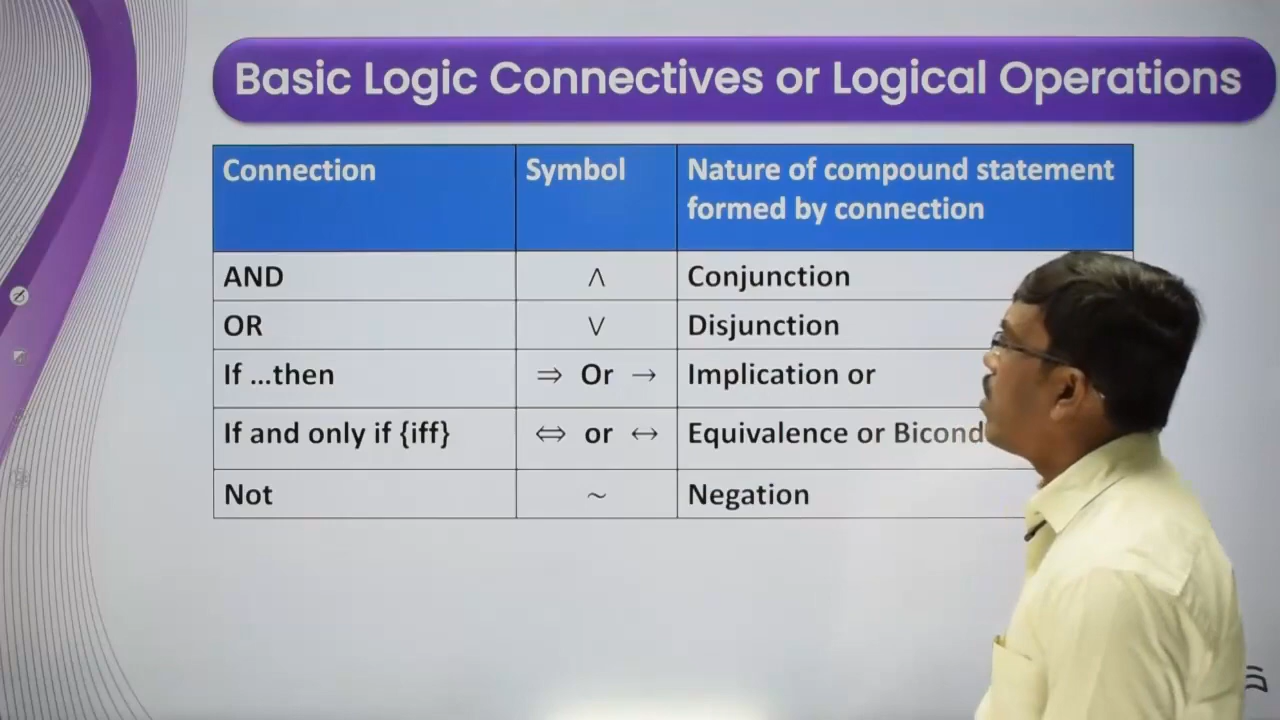 Basic Logic Connectives or Logical Operations
Connection Symbol Nature of compound statement
formed by connection
AND ∧ Conjunction
OR ∨ Disjunction
If ...then ⇒ Or → Implication or
If and only if {iff} ⇔ or ↔ Equivalence or Bicond
Not ~ Negation